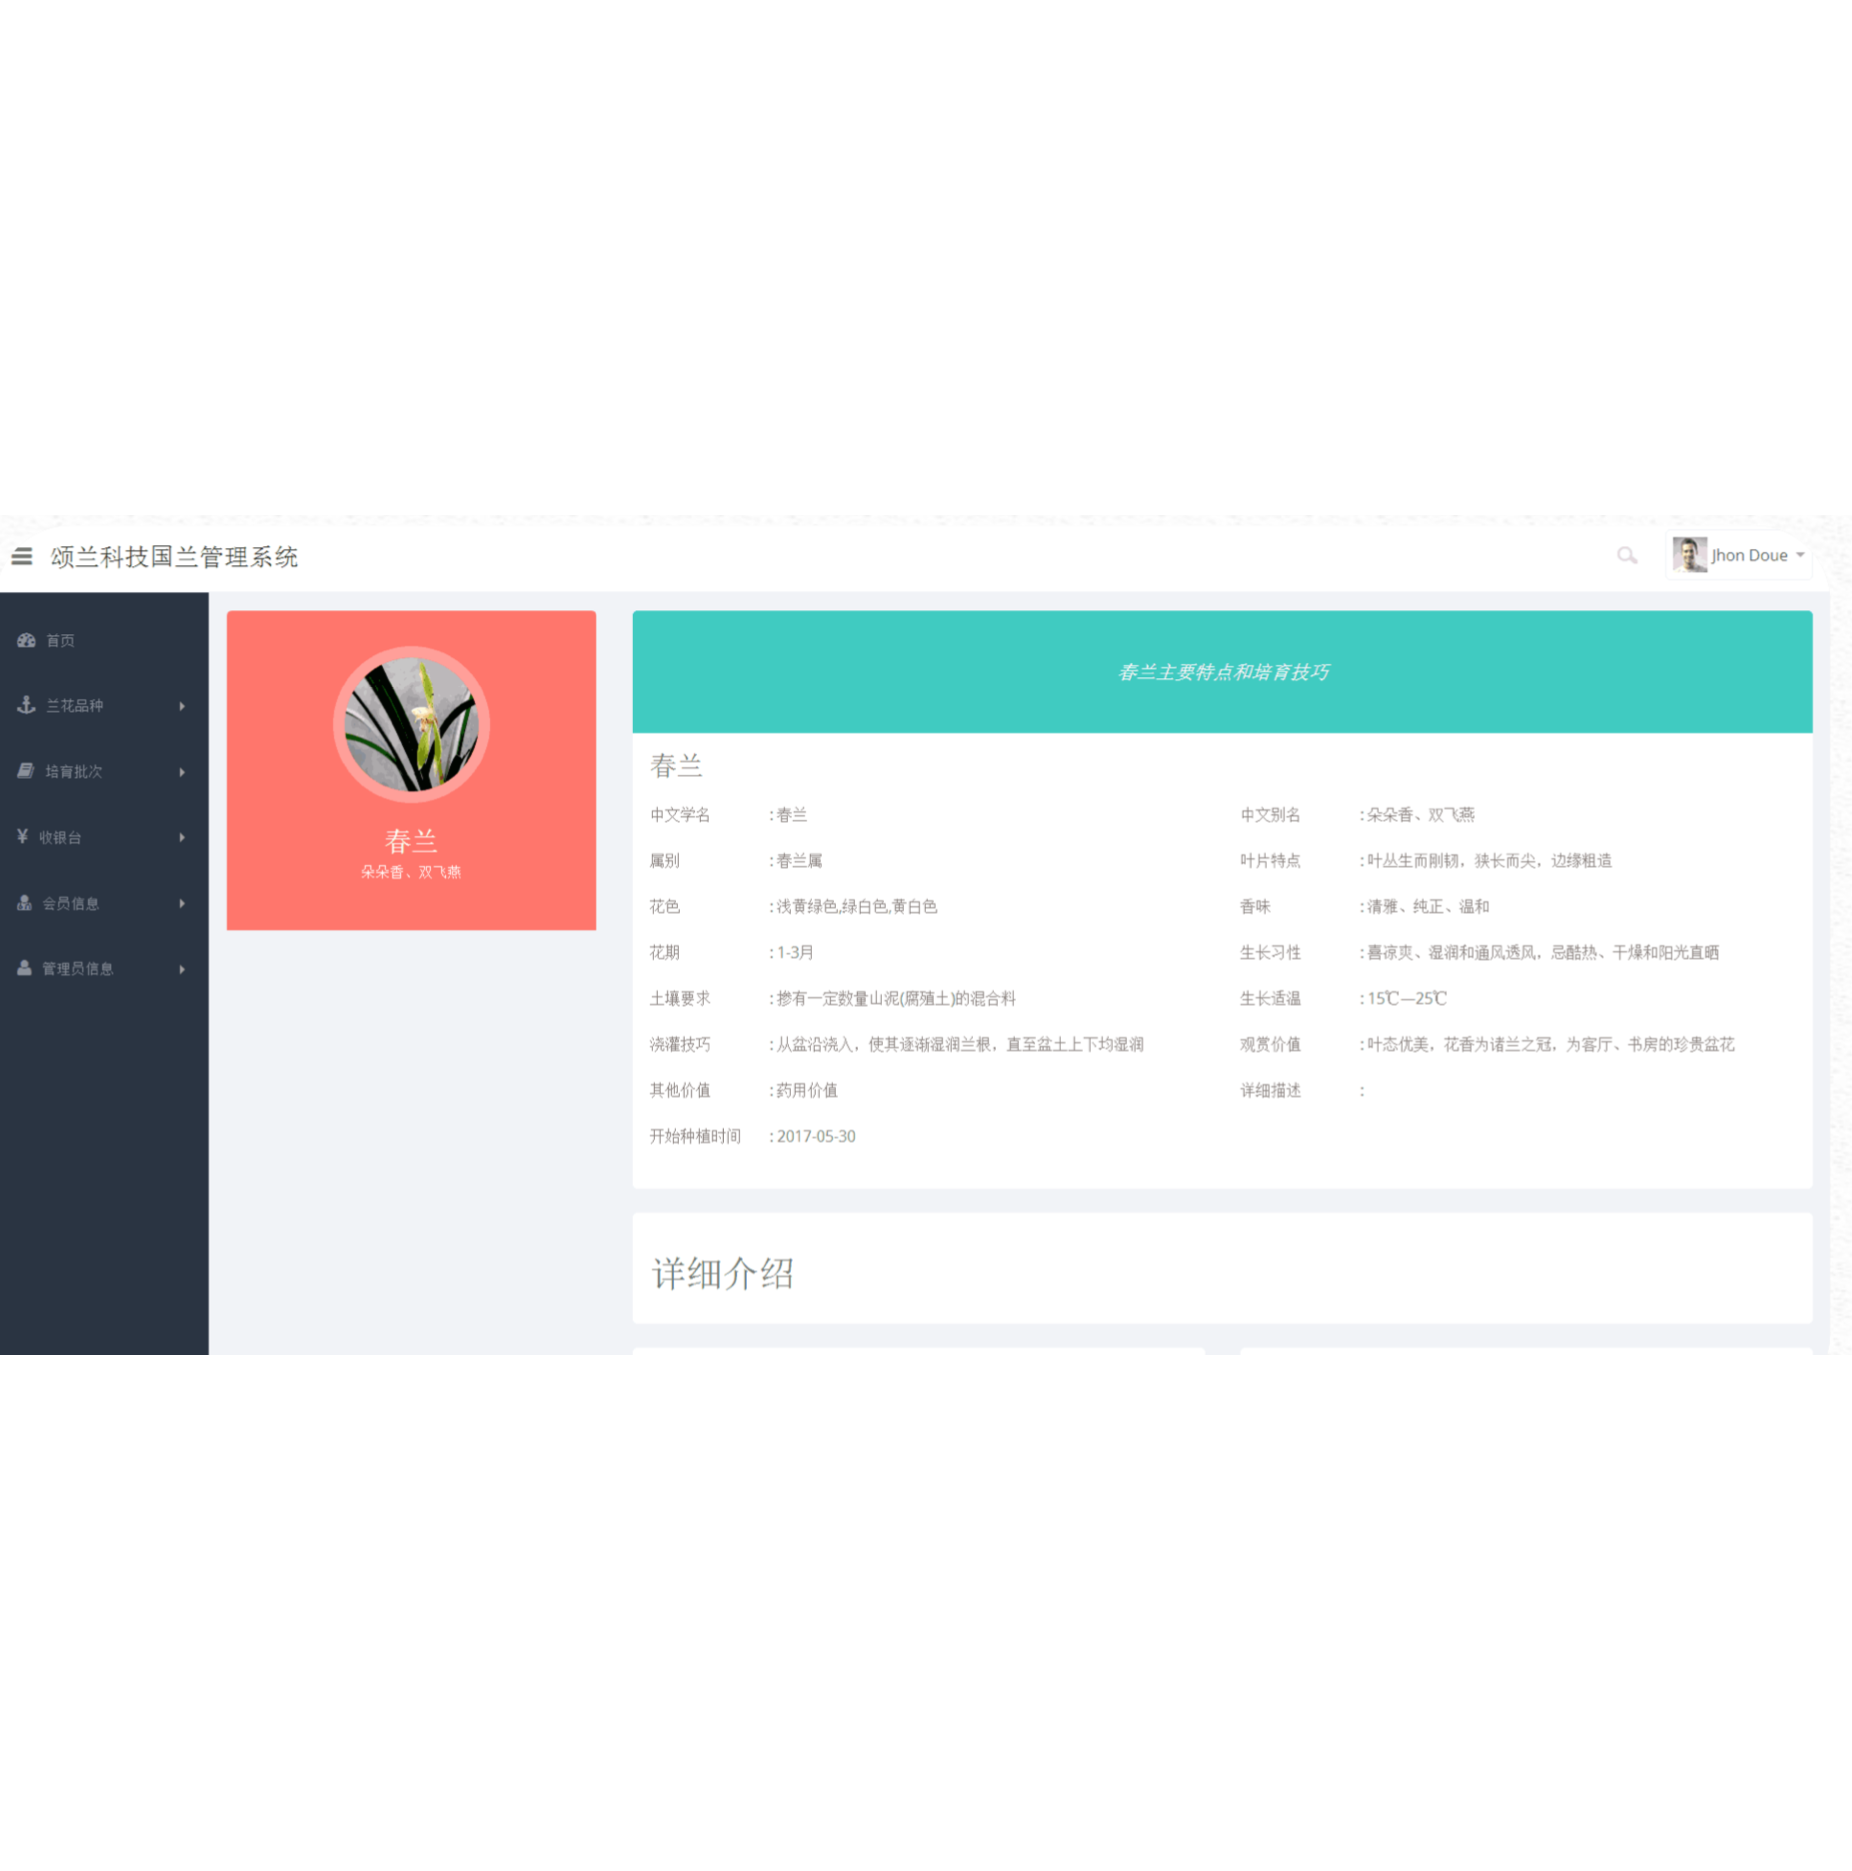 颂兰科技国兰管理系统
Jhon Doue
首页
兰花品种
培育批次
¥ 收银台
会员信息
管理员信息
春兰
朵朵香、双飞燕
春兰主要特点和培育技巧
春兰
中文学名 : 春兰 中文别名 : 朵朵香、双飞燕
属别 : 春兰属 叶片特点 : 叶丛生而刚韧，狭长而尖，边缘粗造
花色 : 浅黄绿色,绿白色,黄白色 香味 : 清雅、纯正、温和
花期 : 1-3月 生长习性 : 喜凉爽、湿润和通风透风，忌酷热、干燥和阳光直晒
土壤要求 : 掺有一定数量山泥(腐殖土)的混合料 生长适温 : 15℃—25℃
浇灌技巧 : 从盆沿浇入，使其逐渐湿润兰根，直至盆土上下均湿润 观赏价值 : 叶态优美，花香为诸兰之冠，为客厅、书房的珍贵盆花
其他价值 : 药用价值 详细描述 :
开始种植时间 : 2017-05-30
详细介绍